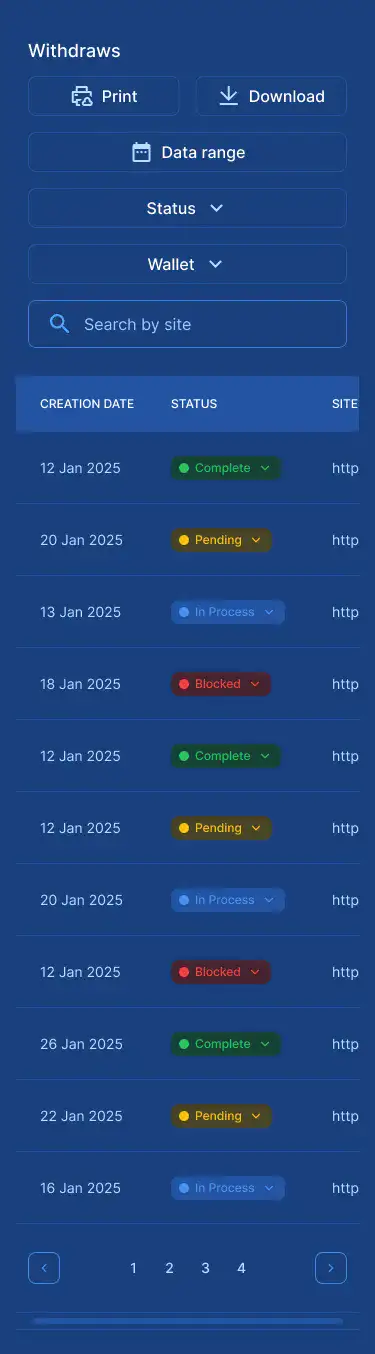 Withdraws
Print Download
Data range
Status
Wallet
Search by site
CREATION DATE STATUS SITE
12 Jan 2025 Complete http
20 Jan 2025 Pending http
13 Jan 2025 In Process http
18 Jan 2025 Blocked http
12 Jan 2025 Complete http
12 Jan 2025 Pending http
20 Jan 2025 In Process http
12 Jan 2025 Blocked http
26 Jan 2025 Complete http
22 Jan 2025 Pending http
16 Jan 2025 In Process http
1 2 3 4